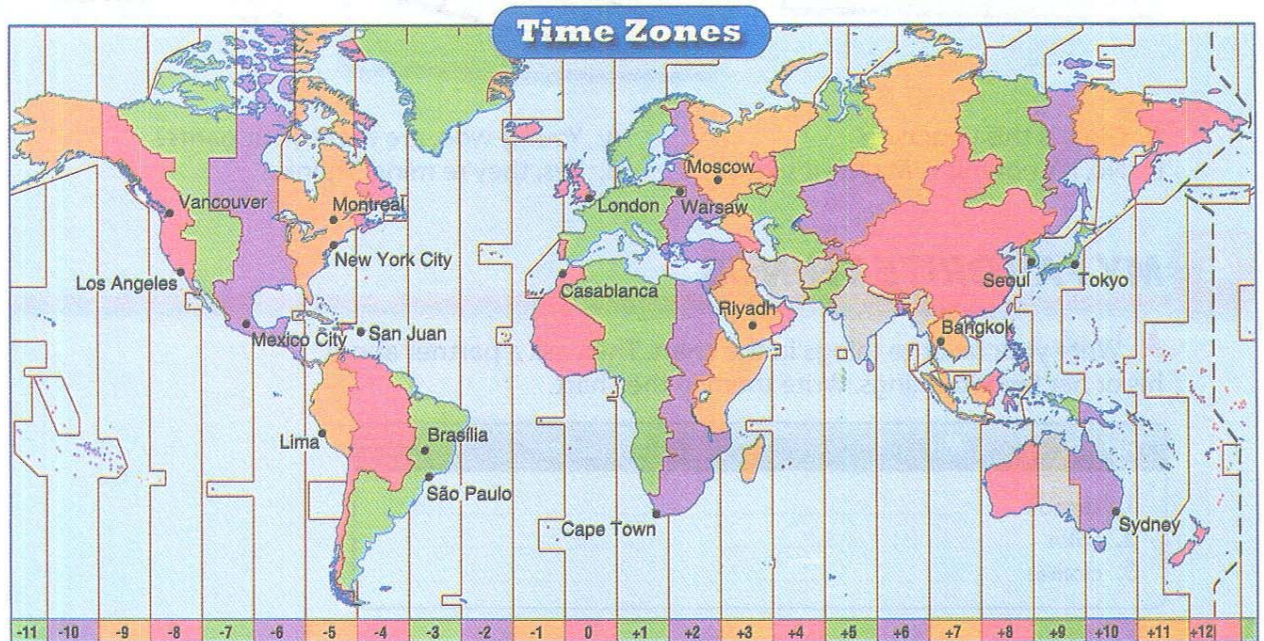 Time Zones
Moscow
Vancouver
Montreal
London
Warsaw
New York City
Los Angeles
Casablanca
Seoul
Tokyo
Riyadh
Mexico City
San Juan
Bangkok
Lima
Brasília
São Paulo
Cape Town
Sydney
-11 -10 -9 -8 -7 -6 -5 -4 -3 -2 -1 0 +1 +2 +3 +4 +5 +6 +7 +8 +9 +10 +11 +12